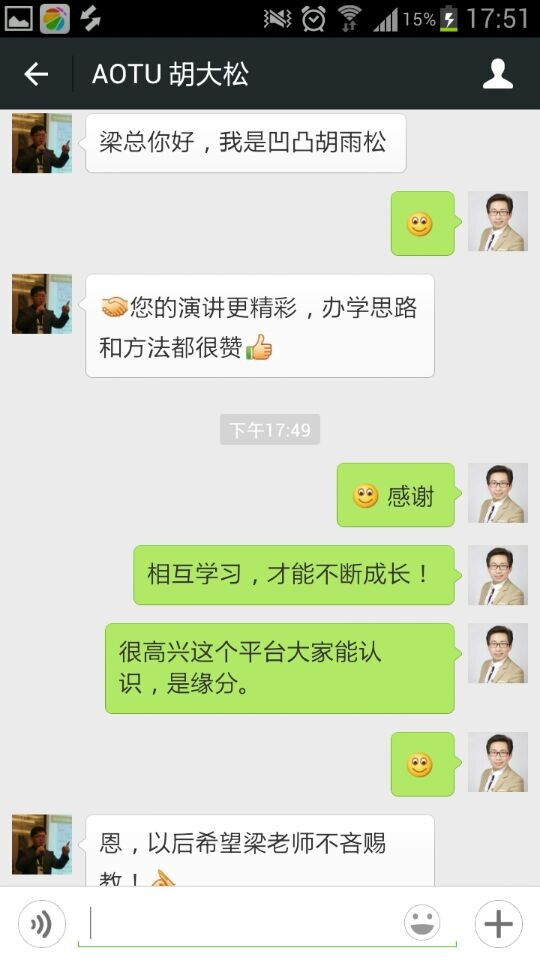 15%
17:51
AOTU 胡大松
梁总你好，我是凹凸胡雨松
您的演讲更精彩，办学思路
和方法都很赞
下午17:49
感谢
相互学习，才能不断成长！
很高兴这个平台大家能认
识，是缘分。
恩，以后希望梁老师不吝赐
教！